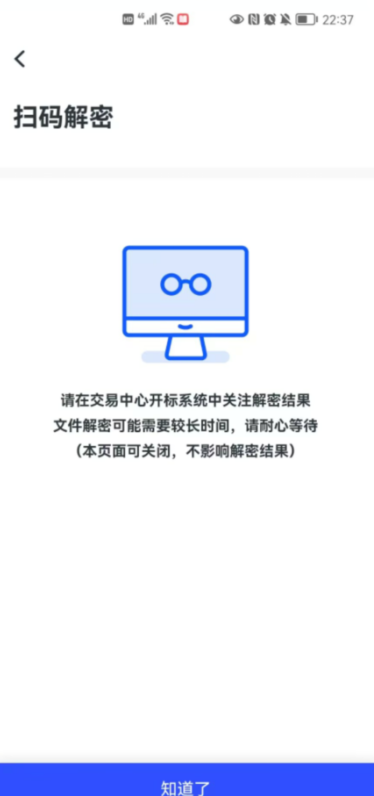 HD 4G 22:37
扫码解密
请在交易中心开标系统中关注解密结果
文件解密可能需要较长时间，请耐心等待
（本页面可关闭，不影响解密结果）
知道了